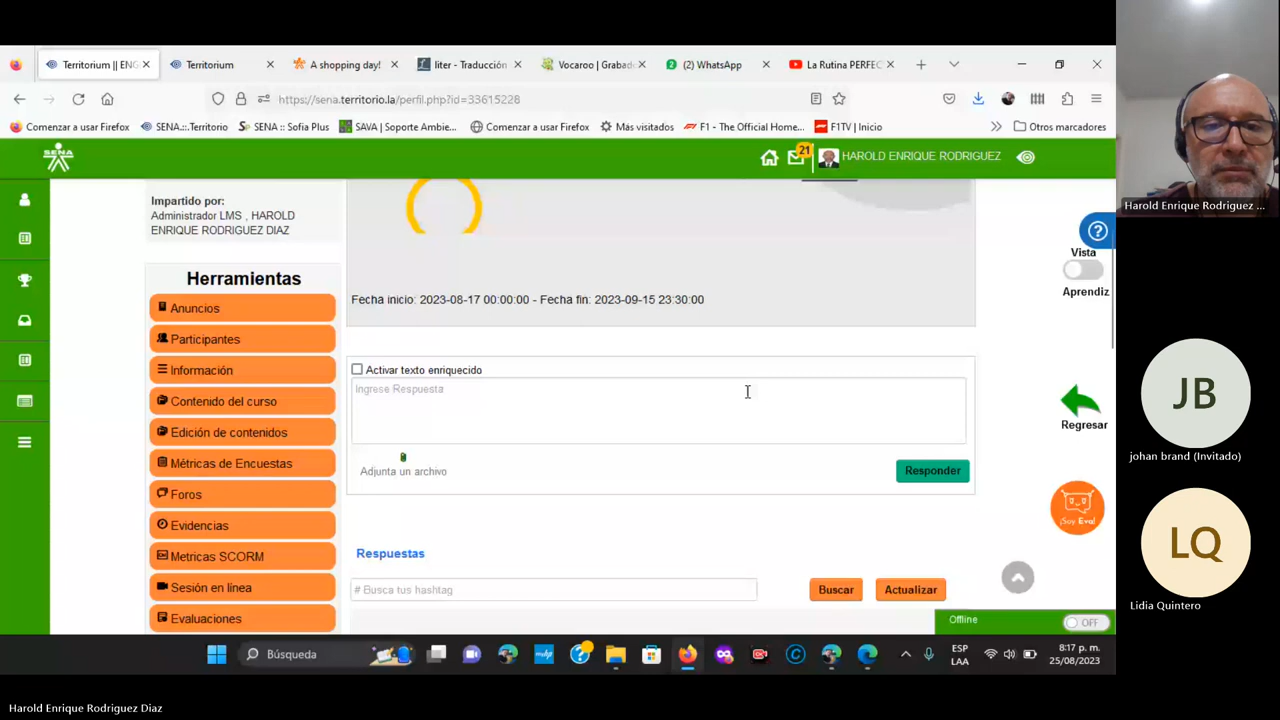 Territorium || ENG
Territorium
A shopping day!
liter - Traducción
Vocaroo | Grabad
(2) WhatsApp
La Rutina PERFEC
https://sena.territorio.la/perfil.php?id=33615228
Comenzar a usar Firefox
SENA.::.Territorio
SENA :: Sofia Plus
SAVA | Soporte Ambie...
Comenzar a usar Firefox
Más visitados
F1 - The Official Home...
F1TV | Inicio
Otros marcadores
SENA
21
HAROLD ENRIQUE RODRIGUEZ
Harold Enrique Rodriguez ...
Impartido por:
Administrador LMS , HAROLD
ENRIQUE RODRIGUEZ DIAZ
Herramientas
Anuncios
Participantes
Información
Contenido del curso
Edición de contenidos
Métricas de Encuestas
Foros
Evidencias
Metricas SCORM
Sesión en línea
Evaluaciones
Fecha inicio: 2023-08-17 00:00:00 - Fecha fin: 2023-09-15 23:30:00
Activar texto enriquecido
Ingrese Respuesta
Adjunta un archivo
Responder
Respuestas
# Busca tus hashtag
Buscar
Actualizar
?
Vista
Aprendiz
Regresar
¡Soy Eva!
Offline
OFF
JB
johan brand (Invitado)
LQ
Lidia Quintero
Búsqueda
ESP
LAA
8:17 p. m.
25/08/2023
Harold Enrique Rodriguez Diaz